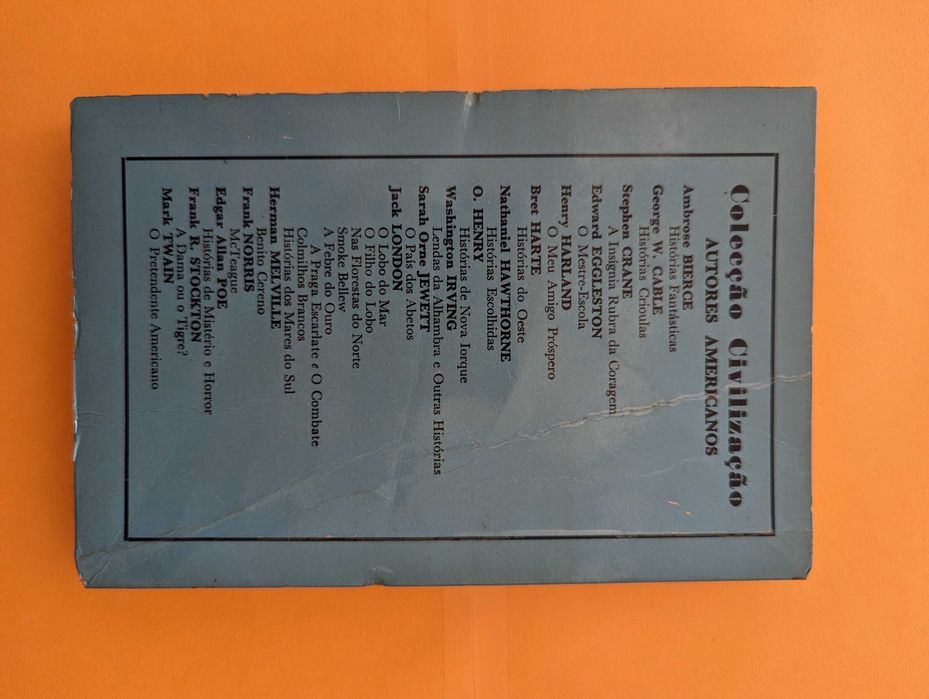 Colecção Civilização
AUTORES AMERICANOS
Ambrose BIERCE
Histórias Fantásticas
George W. CABLE
Histórias Crioulas
Stephen CRANE
A Insígnia Rubra da Coragem
Edward EGGLESTON
O Mestre-Escola
Henry HARLAND
O Meu Amigo Próspero
Bret HARTE
Histórias do Oeste
Nathaniel HAWTHORNE
Histórias Escolhidas
O. HENRY
Histórias de Nova Iorque
Washington IRVING
Lendas da Alhambra e Outras Histórias
Sarah Orne JEWETT
O País dos Abetos
Jack LONDON
O Lobo do Mar
O Filho do Lobo
Nas Florestas do Norte
Smoke Bellew
A Febre do Ouro
A Praga Escarlate e O Combate
Colmilhos Brancos
Histórias dos Mares do Sul
Herman MELVILLE
Benito Cereno
Frank NORRIS
McTeague
Edgar Allan POE
Histórias de Mistério e Horror
Frank R. STOCKTON
A Dama ou o Tigre?
Mark TWAIN
O Pretendente Americano